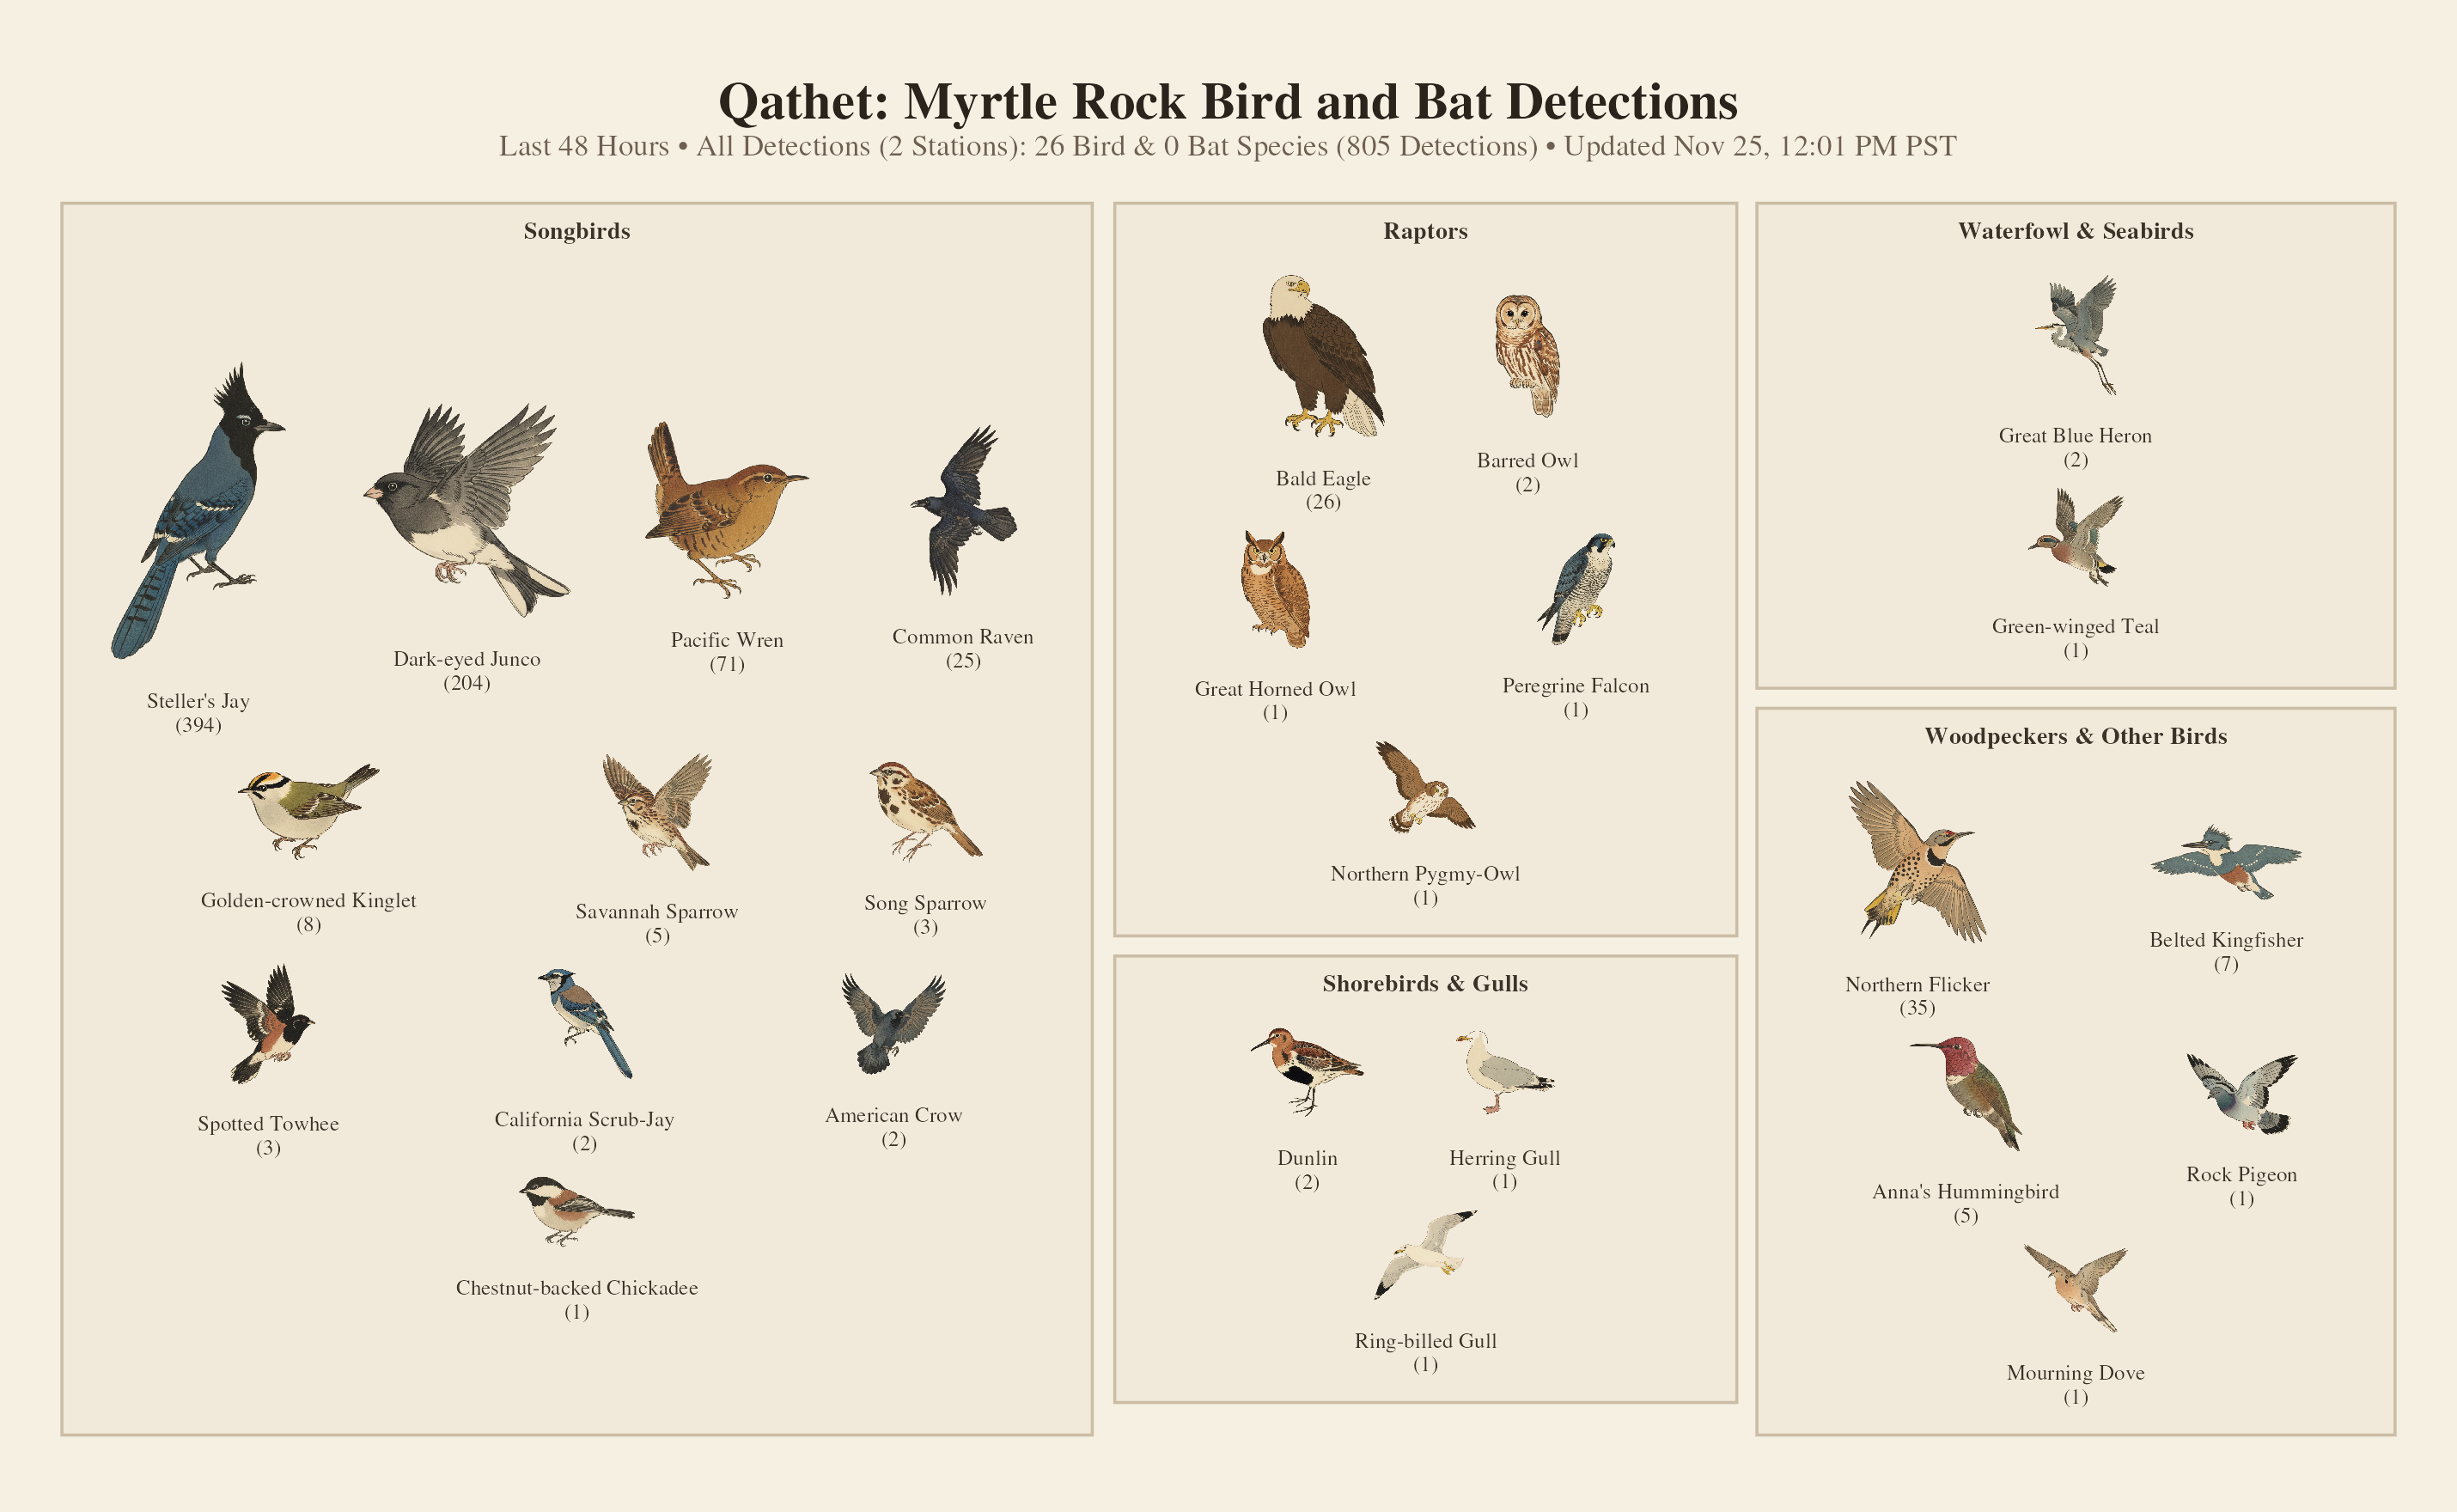 Qathet: Myrtle Rock Bird and Bat Detections
Last 48 Hours • All Detections (2 Stations): 26 Bird & 0 Bat Species (805 Detections) • Updated Nov 25, 12:01 PM PST
Songbirds
Steller's Jay
(394)
Dark-eyed Junco
(204)
Pacific Wren
(71)
Common Raven
(25)
Golden-crowned Kinglet
(8)
Savannah Sparrow
(5)
Song Sparrow
(3)
Spotted Towhee
(3)
California Scrub-Jay
(2)
American Crow
(2)
Chestnut-backed Chickadee
(1)
Raptors
Bald Eagle
(26)
Barred Owl
(2)
Great Horned Owl
(1)
Peregrine Falcon
(1)
Northern Pygmy-Owl
(1)
Shorebirds & Gulls
Dunlin
(2)
Herring Gull
(1)
Ring-billed Gull
(1)
Waterfowl & Seabirds
Great Blue Heron
(2)
Green-winged Teal
(1)
Woodpeckers & Other Birds
Northern Flicker
(35)
Belted Kingfisher
(7)
Anna's Hummingbird
(5)
Rock Pigeon
(1)
Mourning Dove
(1)